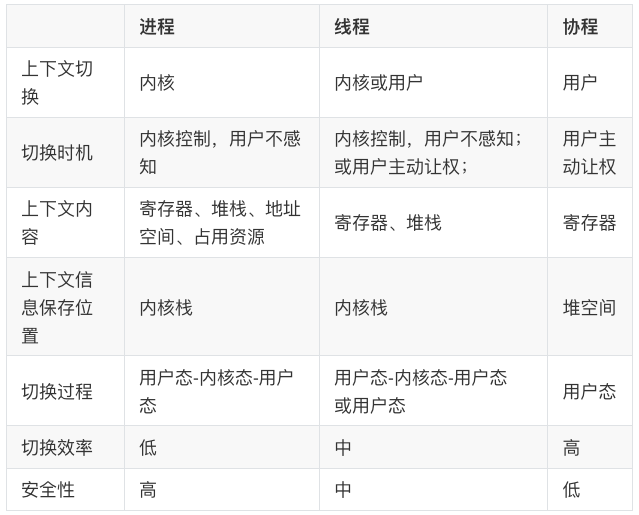 进程 线程 协程
上下文切
换
内核 内核或用户 用户
切换时机
内核控制，用户不感
知
内核控制，用户不感知；
或用户主动让权；
用户主
动让权
上下文内
容
寄存器、堆栈、地址
空间、占用资源
寄存器、堆栈
寄存器
上下文信
息保存位
置
内核栈 内核栈 堆空间
切换过程
用户态-内核态-用户
态
用户态-内核态-用户态
或用户态
用户态
切换效率 低 中 高
安全性 高 中 低